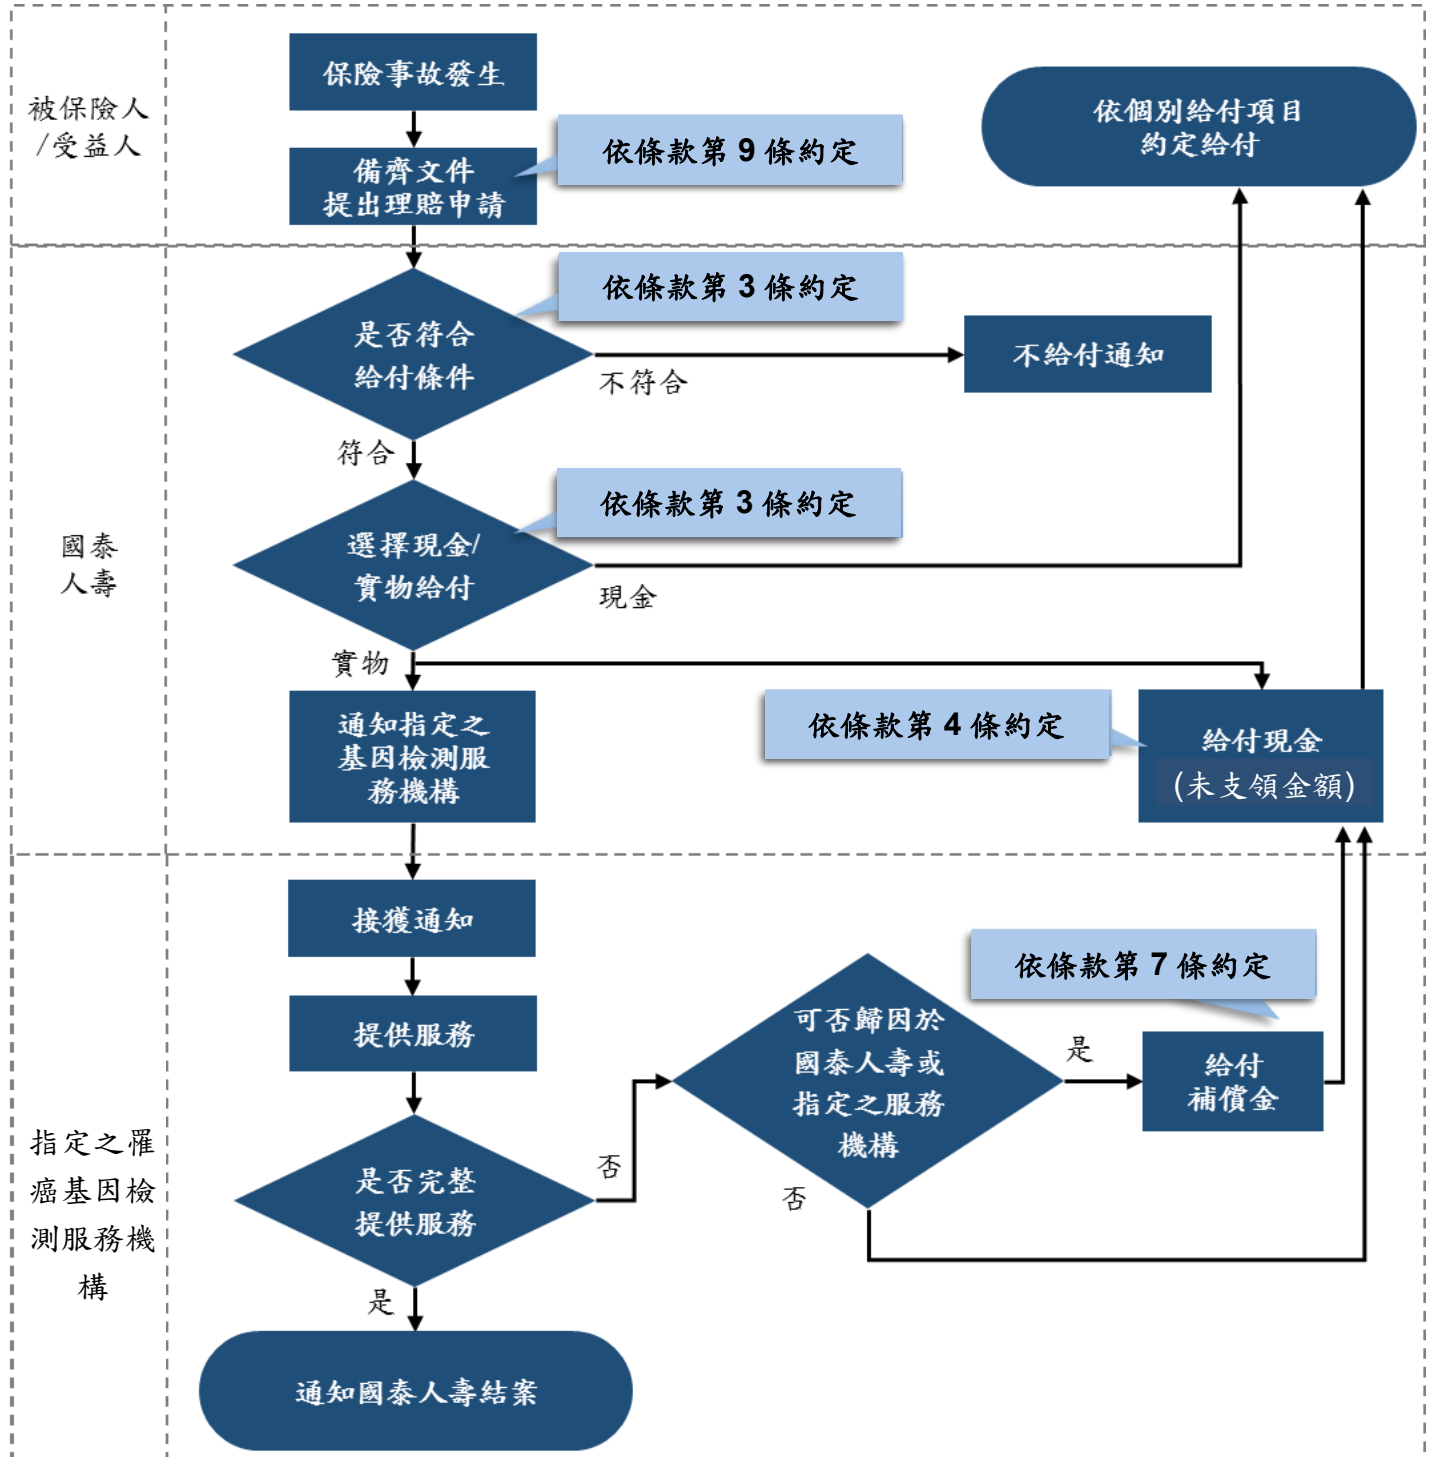 被保險人
/受益人
保險事故發生
備齊文件
提出理賠申請
依條款第 9 條約定
依個別給付項目
約定給付
國泰
人壽
是否符合
給付條件
依條款第 3 條約定
不符合
不給付通知
符合
選擇現金/
實物給付
依條款第 3 條約定
現金
實物
通知指定之
基因檢測服
務機構
依條款第 4 條約定
給付現金
(未支領金額)
指定之罹
癌基因檢
測服務機
構
接獲通知
提供服務
是否完整
提供服務
否
可否歸因於
國泰人壽或
指定之服務
機構
依條款第 7 條約定
是
給付
補償金
否
是
通知國泰人壽結案